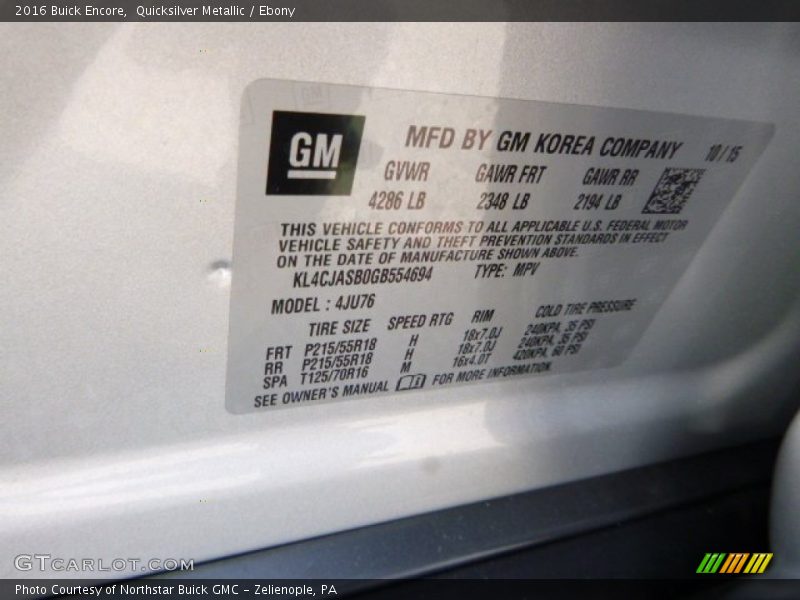 2016 Buick Encore, Quicksilver Metallic / Ebony
GM
MFD BY GM KOREA COMPANY 10/15
GVWR GAWR FRT GAWR RR
4286 LB 2348 LB 2194 LB
THIS VEHICLE CONFORMS TO ALL APPLICABLE U.S. FEDERAL MOTOR
VEHICLE SAFETY AND THEFT PREVENTION STANDARDS IN EFFECT
ON THE DATE OF MANUFACTURE SHOWN ABOVE.
KL4CJASB0GB554694 TYPE: MPV
MODEL : 4JU76
TIRE SIZE SPEED RTG RIM COLD TIRE PRESSURE
FRT P215/55R18 H 18x7.0J 240KPA, 35 PSI
RR P215/55R18 H 18x7.0J 240KPA, 35 PSI
SPA T125/70R16 M 16x4.0T 420KPA, 60 PSI
SEE OWNER'S MANUAL FOR MORE INFORMATION.
GTCARLOT.COM
Photo Courtesy of Northstar Buick GMC - Zelienople, PA